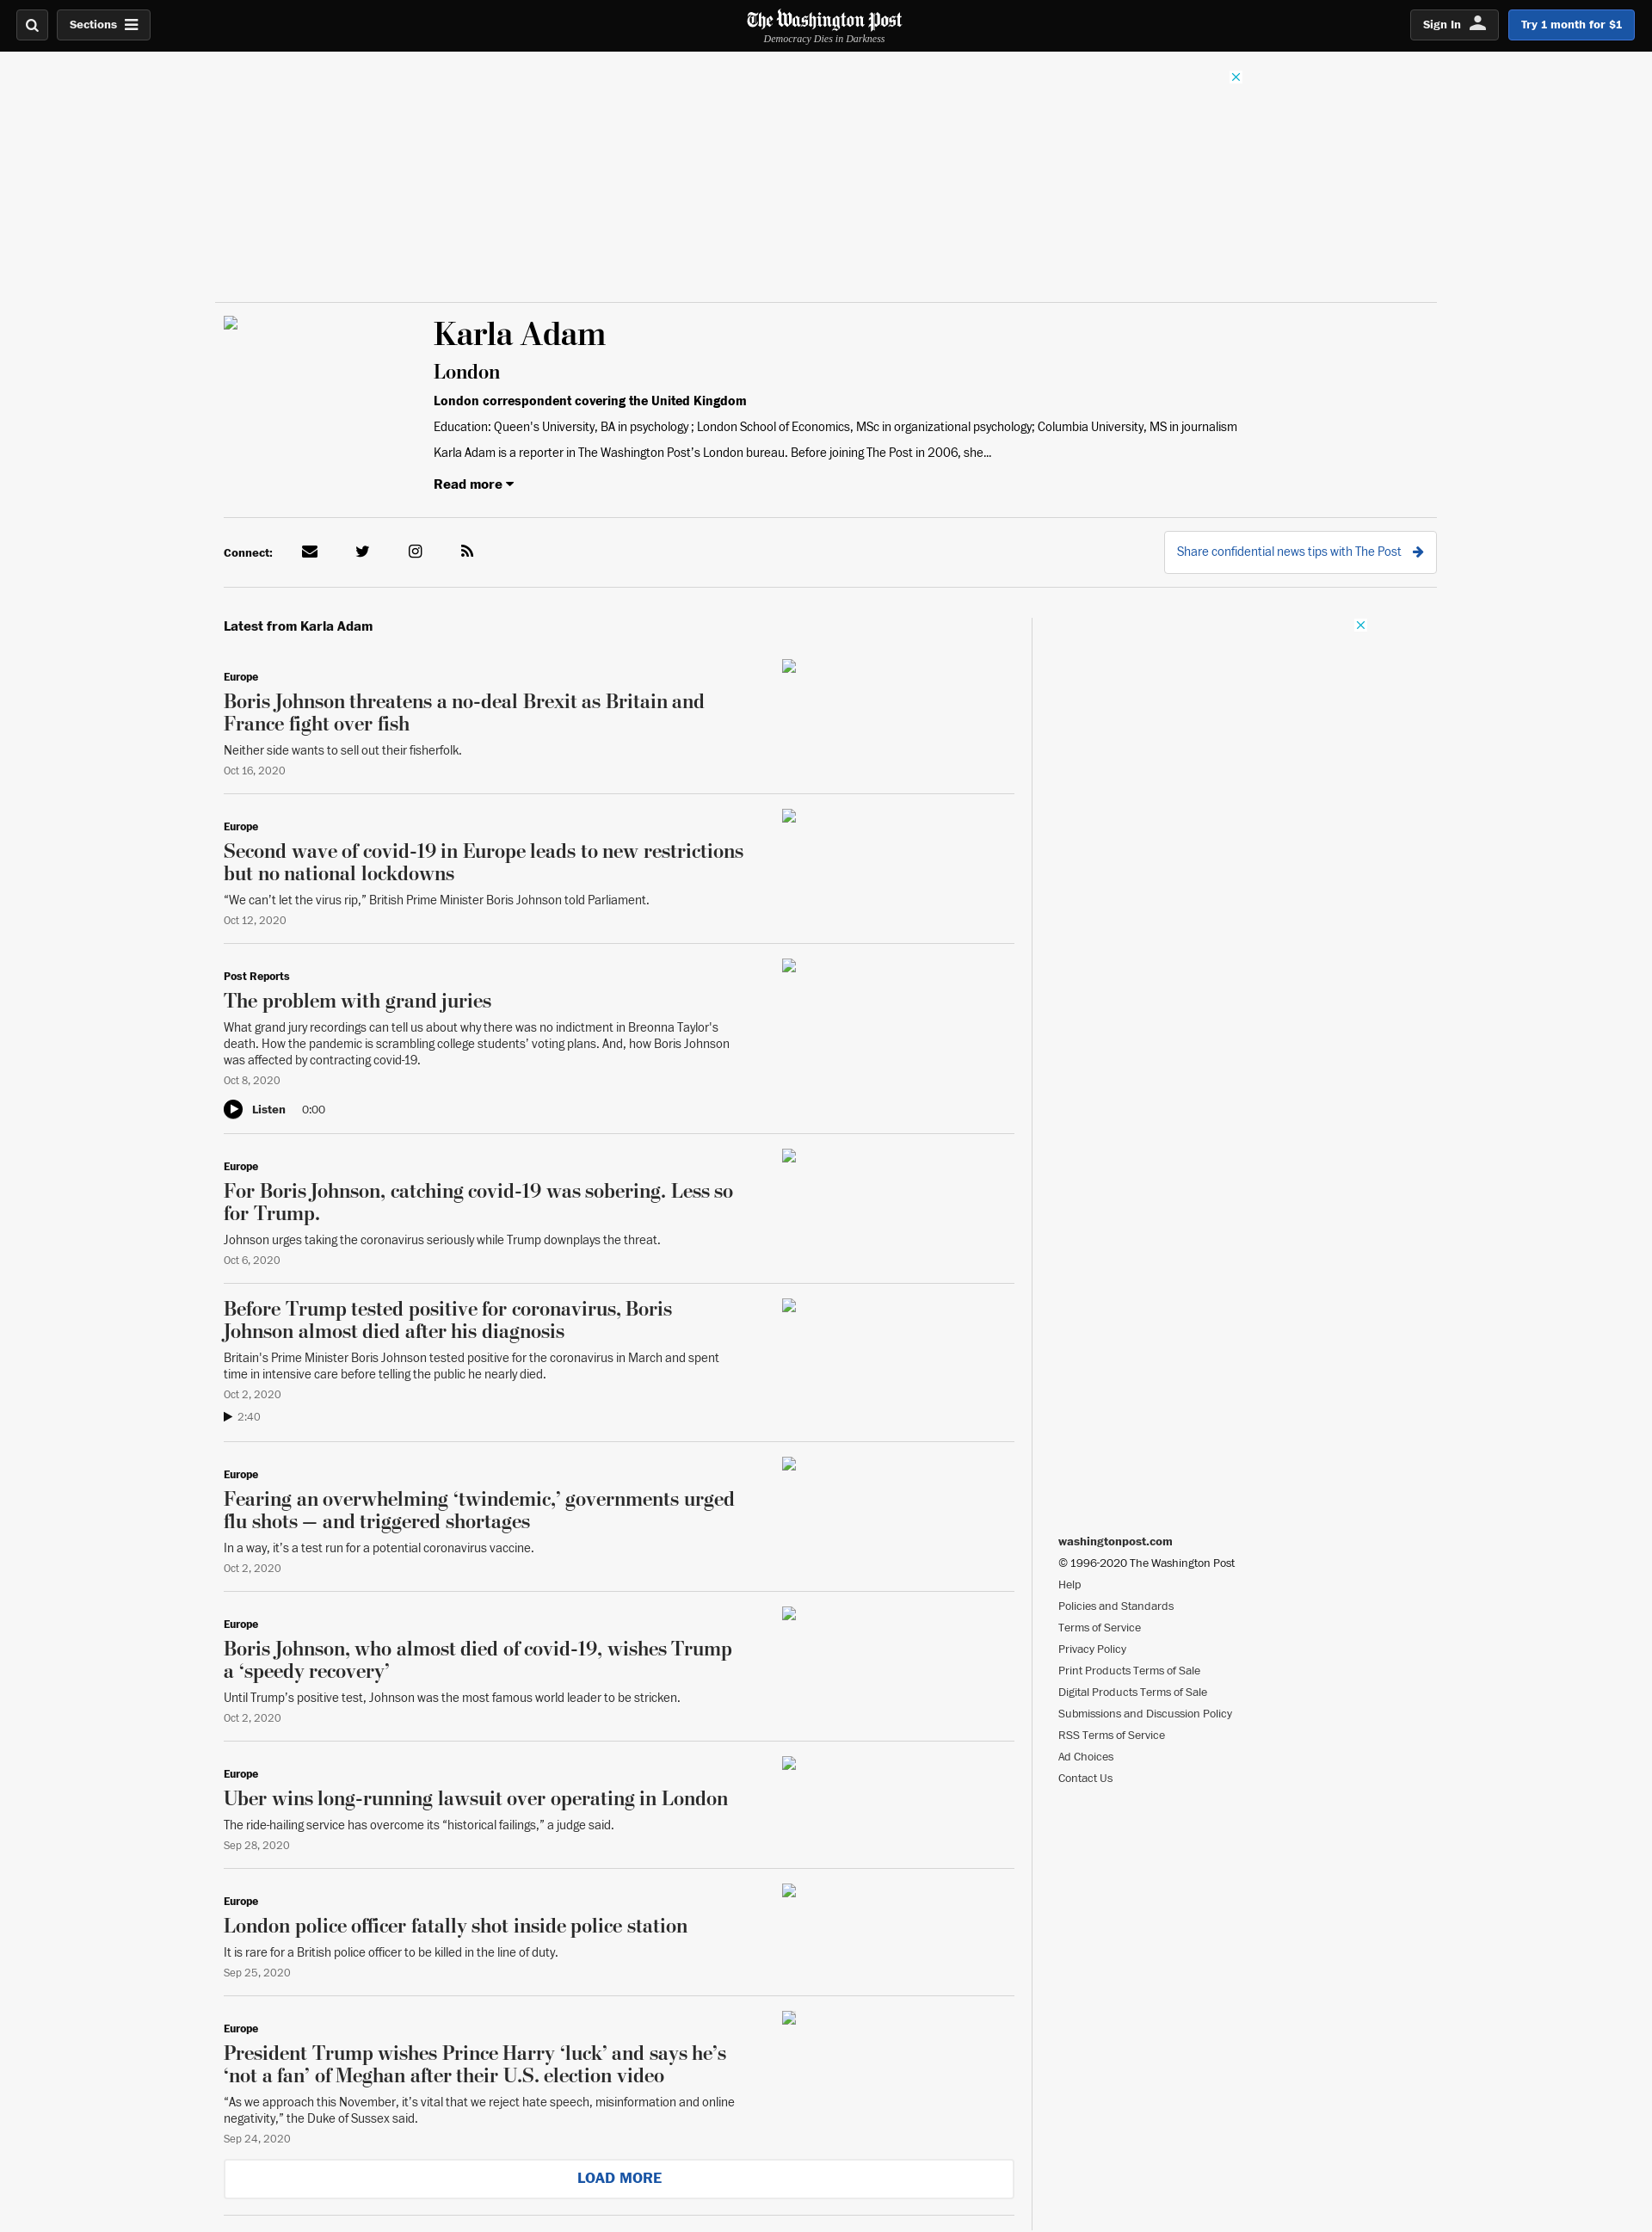 Sections
The Washington Post
Democracy Dies in Darkness
Sign In
Try 1 month for $1
Karla Adam
London
London correspondent covering the United Kingdom
Education: Queen's University, BA in psychology ; London School of Economics, MSc in organizational psychology; Columbia University, MS in journalism
Karla Adam is a reporter in The Washington Post’s London bureau. Before joining The Post in 2006, she...
Read more
Connect:
Share confidential news tips with The Post
Latest from Karla Adam
Europe
Boris Johnson threatens a no-deal Brexit as Britain and
France fight over fish
Neither side wants to sell out their fisherfolk.
Oct 16, 2020
Europe
Second wave of covid-19 in Europe leads to new restrictions
but no national lockdowns
“We can’t let the virus rip,” British Prime Minister Boris Johnson told Parliament.
Oct 12, 2020
Post Reports
The problem with grand juries
What grand jury recordings can tell us about why there was no indictment in Breonna Taylor's
death. How the pandemic is scrambling college students’ voting plans. And, how Boris Johnson
was affected by contracting covid-19.
Oct 8, 2020
Listen 0:00
Europe
For Boris Johnson, catching covid-19 was sobering. Less so
for Trump.
Johnson urges taking the coronavirus seriously while Trump downplays the threat.
Oct 6, 2020
Before Trump tested positive for coronavirus, Boris
Johnson almost died after his diagnosis
Britain's Prime Minister Boris Johnson tested positive for the coronavirus in March and spent
time in intensive care before telling the public he nearly died.
Oct 2, 2020
2:40
Europe
Fearing an overwhelming ‘twindemic,’ governments urged
flu shots — and triggered shortages
In a way, it’s a test run for a potential coronavirus vaccine.
Oct 2, 2020
Europe
Boris Johnson, who almost died of covid-19, wishes Trump
a ‘speedy recovery’
Until Trump’s positive test, Johnson was the most famous world leader to be stricken.
Oct 2, 2020
Europe
Uber wins long-running lawsuit over operating in London
The ride-hailing service has overcome its “historical failings,” a judge said.
Sep 28, 2020
Europe
London police officer fatally shot inside police station
It is rare for a British police officer to be killed in the line of duty.
Sep 25, 2020
Europe
President Trump wishes Prince Harry ‘luck’ and says he’s
‘not a fan’ of Meghan after their U.S. election video
“As we approach this November, it’s vital that we reject hate speech, misinformation and online
negativity,” the Duke of Sussex said.
Sep 24, 2020
LOAD MORE
washingtonpost.com
© 1996-2020 The Washington Post
Help
Policies and Standards
Terms of Service
Privacy Policy
Print Products Terms of Sale
Digital Products Terms of Sale
Submissions and Discussion Policy
RSS Terms of Service
Ad Choices
Contact Us